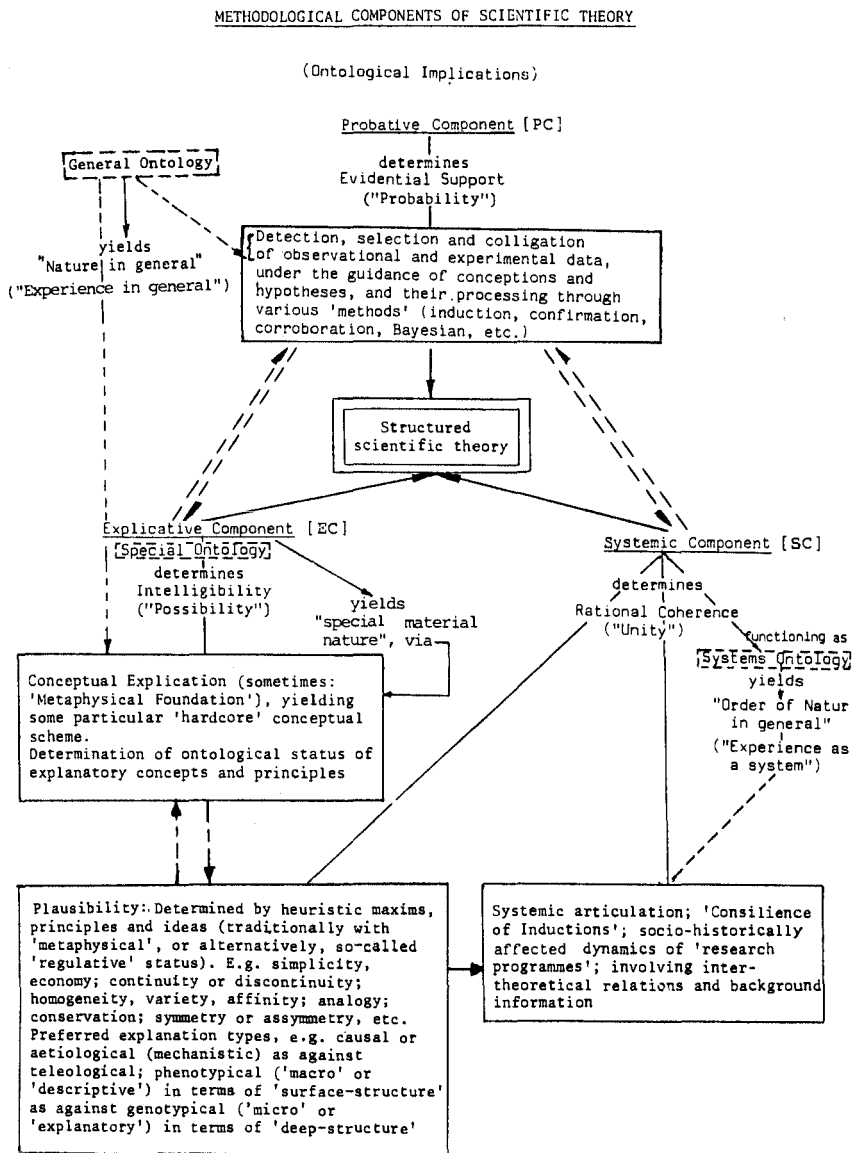 METHODOLOGICAL COMPONENTS OF SCIENTIFIC THEORY
(Ontological Implications)
Probative Component [PC]
determines
Evidential Support
("Probability")
General Ontology
yields
"Nature in general"
("Experience in general")
Detection, selection and colligation
of observational and experimental data,
under the guidance of conceptions and
hypotheses, and their processing through
various 'methods' (induction, confirmation,
corroboration, Bayesian, etc.)
Structured
scientific theory
Explicative Component [EC]
Special Ontology
determines
Intelligibility
("Possibility")
yields
"special material
nature", via
Systemic Component [SC]
determines
Rational Coherence
("Unity")
functioning as
Systems Ontology
yields
"Order of Natur
in general"
("Experience as
a system")
Conceptual Explication (sometimes:
'Metaphysical Foundation'), yielding
some particular 'hardcore' conceptual
scheme.
Determination of ontological status of
explanatory concepts and principles
Plausibility: Determined by heuristic maxims,
principles and ideas (traditionally with
'metaphysical', or alternatively, so-called
'regulative' status). E.g. simplicity,
economy; continuity or discontinuity;
homogeneity, variety, affinity; analogy;
conservation; symmetry or assymetry, etc.
Preferred explanation types, e.g. causal or
aetiological (mechanistic) as against
teleological; phenotypical ('macro' or
'descriptive') in terms of 'surface-structure'
as against genotypical ('micro' or
'explanatory') in terms of 'deep-structure'
Systemic articulation; 'Consilience
of Inductions'; socio-historically
affected dynamics of 'research
programmes'; involving inter-
theoretical relations and background
information